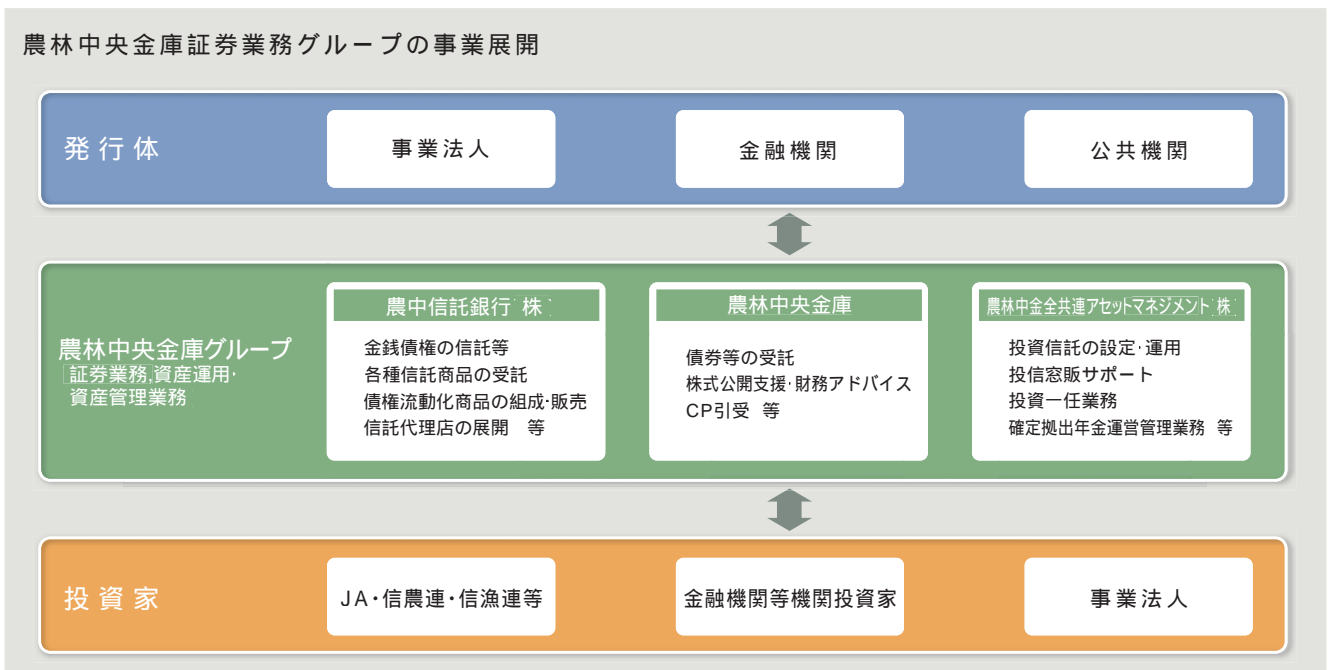 農林中央金庫証券業務グループの事業展開
発行体
事業法人
金融機関
公共機関
農林中央金庫グループ
証券業務,資産運用・
資産管理業務
農中信託銀行 株
金銭債権の信託等
各種信託商品の受託
債権流動化商品の組成・販売
信託代理店の展開 等
農林中央金庫
債券等の受託
株式公開支援・財務アドバイス
CP引受 等
農林中金全共連アセットマネジメント 株
投資信託の設定・運用
投信窓販サポート
投資一任業務
確定拠出年金運営管理業務 等
投資家
JA・信農連・信漁連等
金融機関等機関投資家
事業法人